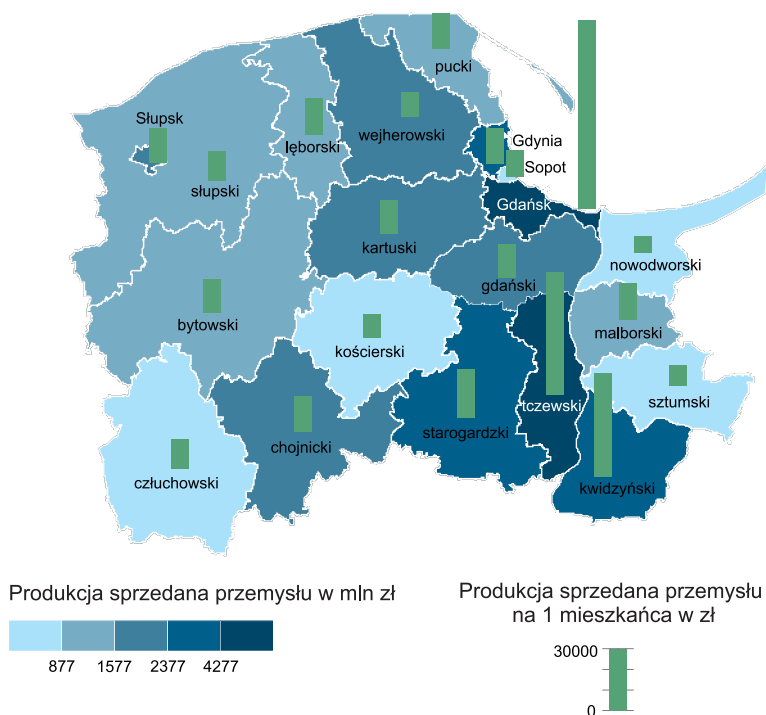 pucki
Słupsk
lęborski
wejherowski
Gdynia
Sopot
słupski
Gdańsk
kartuski
gdański
nowodworski
bytowski
kościerski
malborski
tczewski
sztumski
starogardzki
chojnicki
człuchowski
kwidzyński
Produkcja sprzedana przemysłu w mln zł
877 1577 2377 4277
Produkcja sprzedana przemysłu
na 1 mieszkańca w zł
30000
0